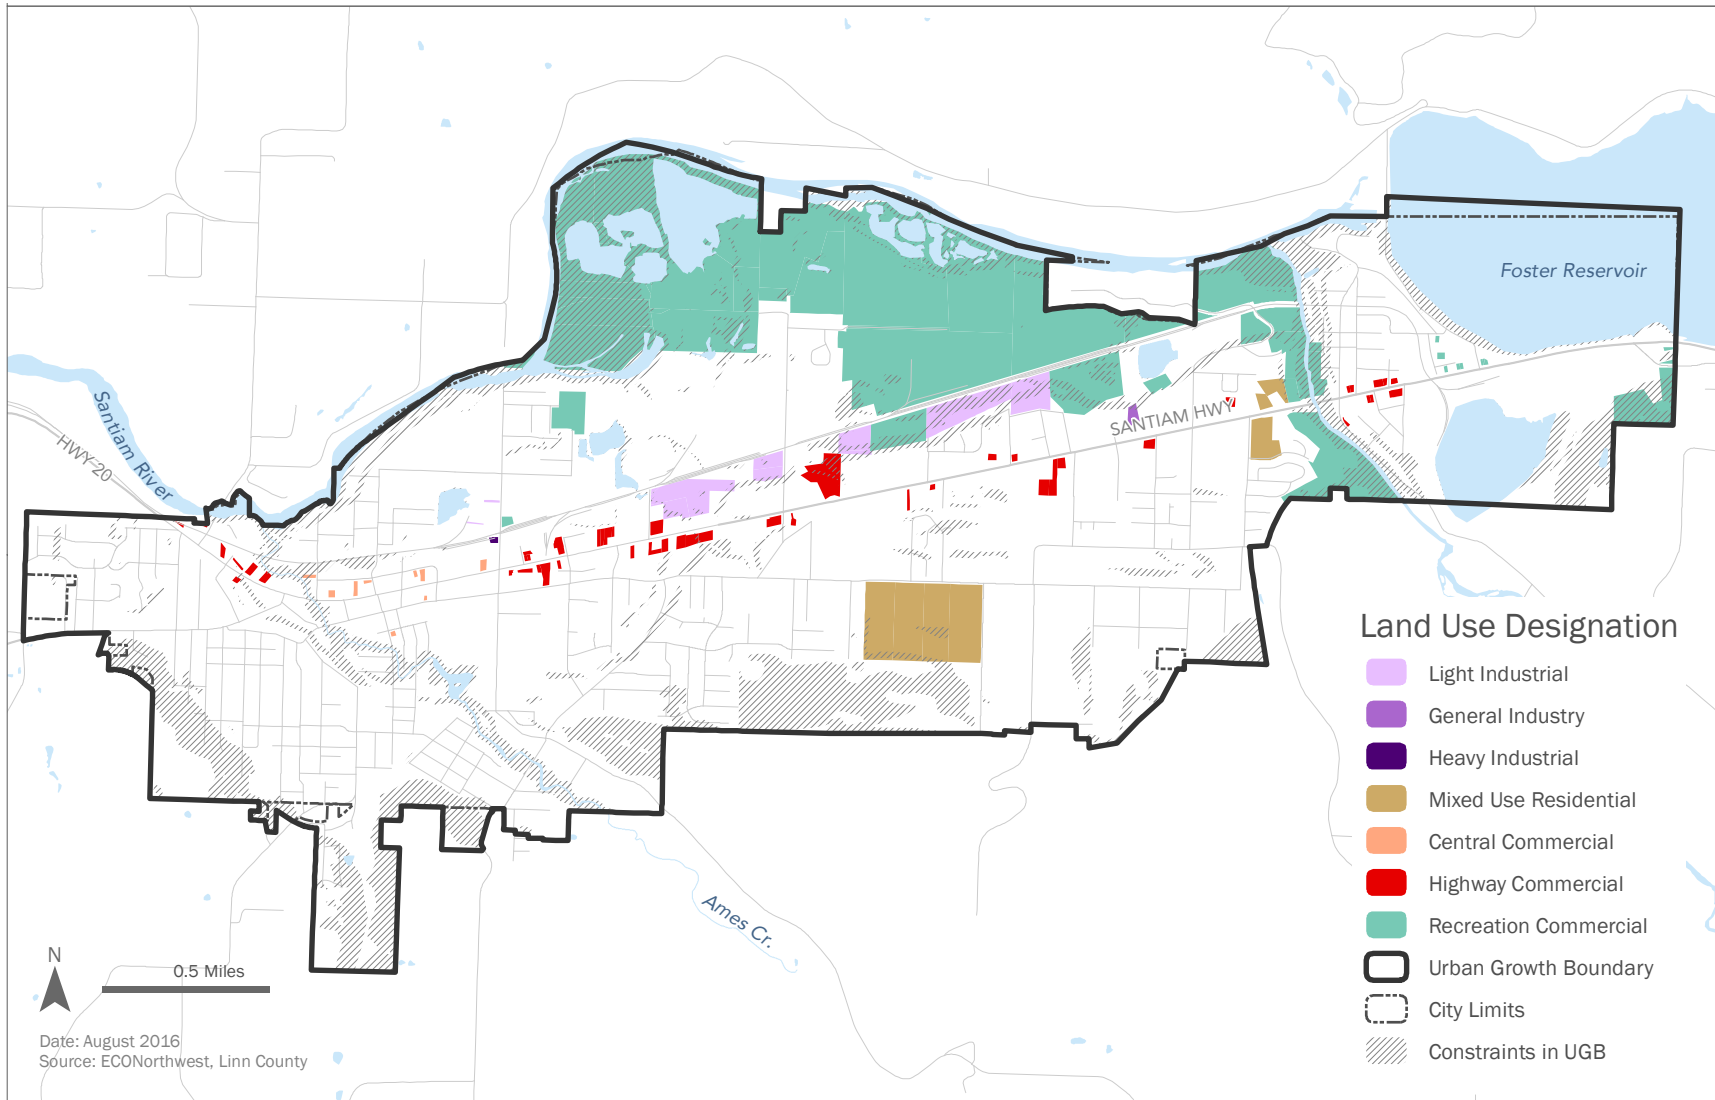 Foster Reservoir
Santiam River
HWY 20
SANTIAM HWY
Ames Cr.
Land Use Designation
Light Industrial
General Industry
Heavy Industrial
Mixed Use Residential
Central Commercial
Highway Commercial
Recreation Commercial
Urban Growth Boundary
City Limits
Constraints in UGB
N
0.5 Miles
Date: August 2016
Source: ECONorthwest, Linn County